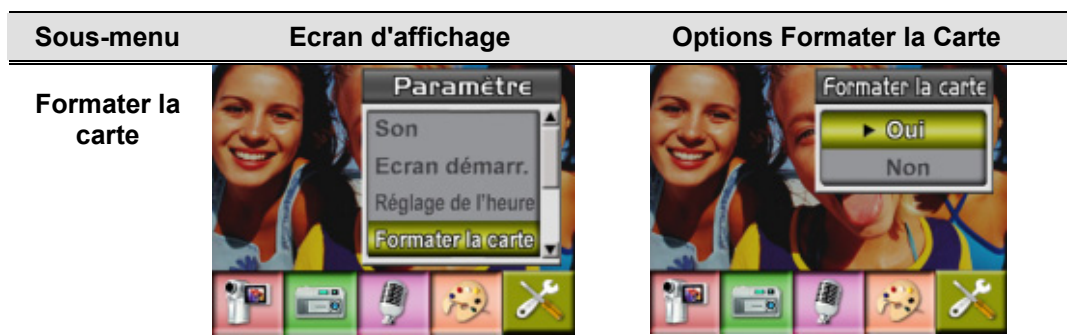 Sous-menu Ecran d'affichage Options Formater la Carte
Formater la
carte
Paramètre
Son
Ecran démarr.
Réglage de l'heure
Formater la carte
Formater la carte
Oui
Non